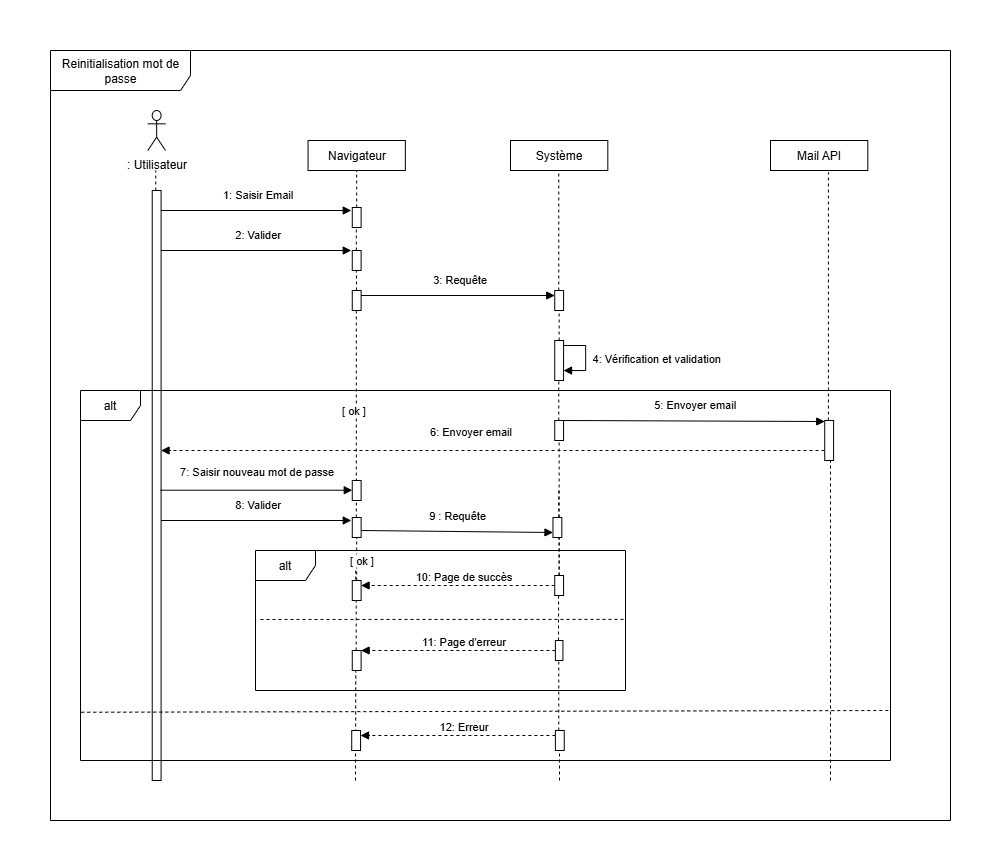 Reinitialisation mot de
passe
: Utilisateur
Navigateur
Système
Mail API
1: Saisir Email
2: Valider
3: Requête
4: Vérification et validation
alt
[ ok ]
5: Envoyer email
6: Envoyer email
7: Saisir nouveau mot de passe
8: Valider
9 : Requête
alt
[ ok ]
10: Page de succès
11: Page d'erreur
12: Erreur